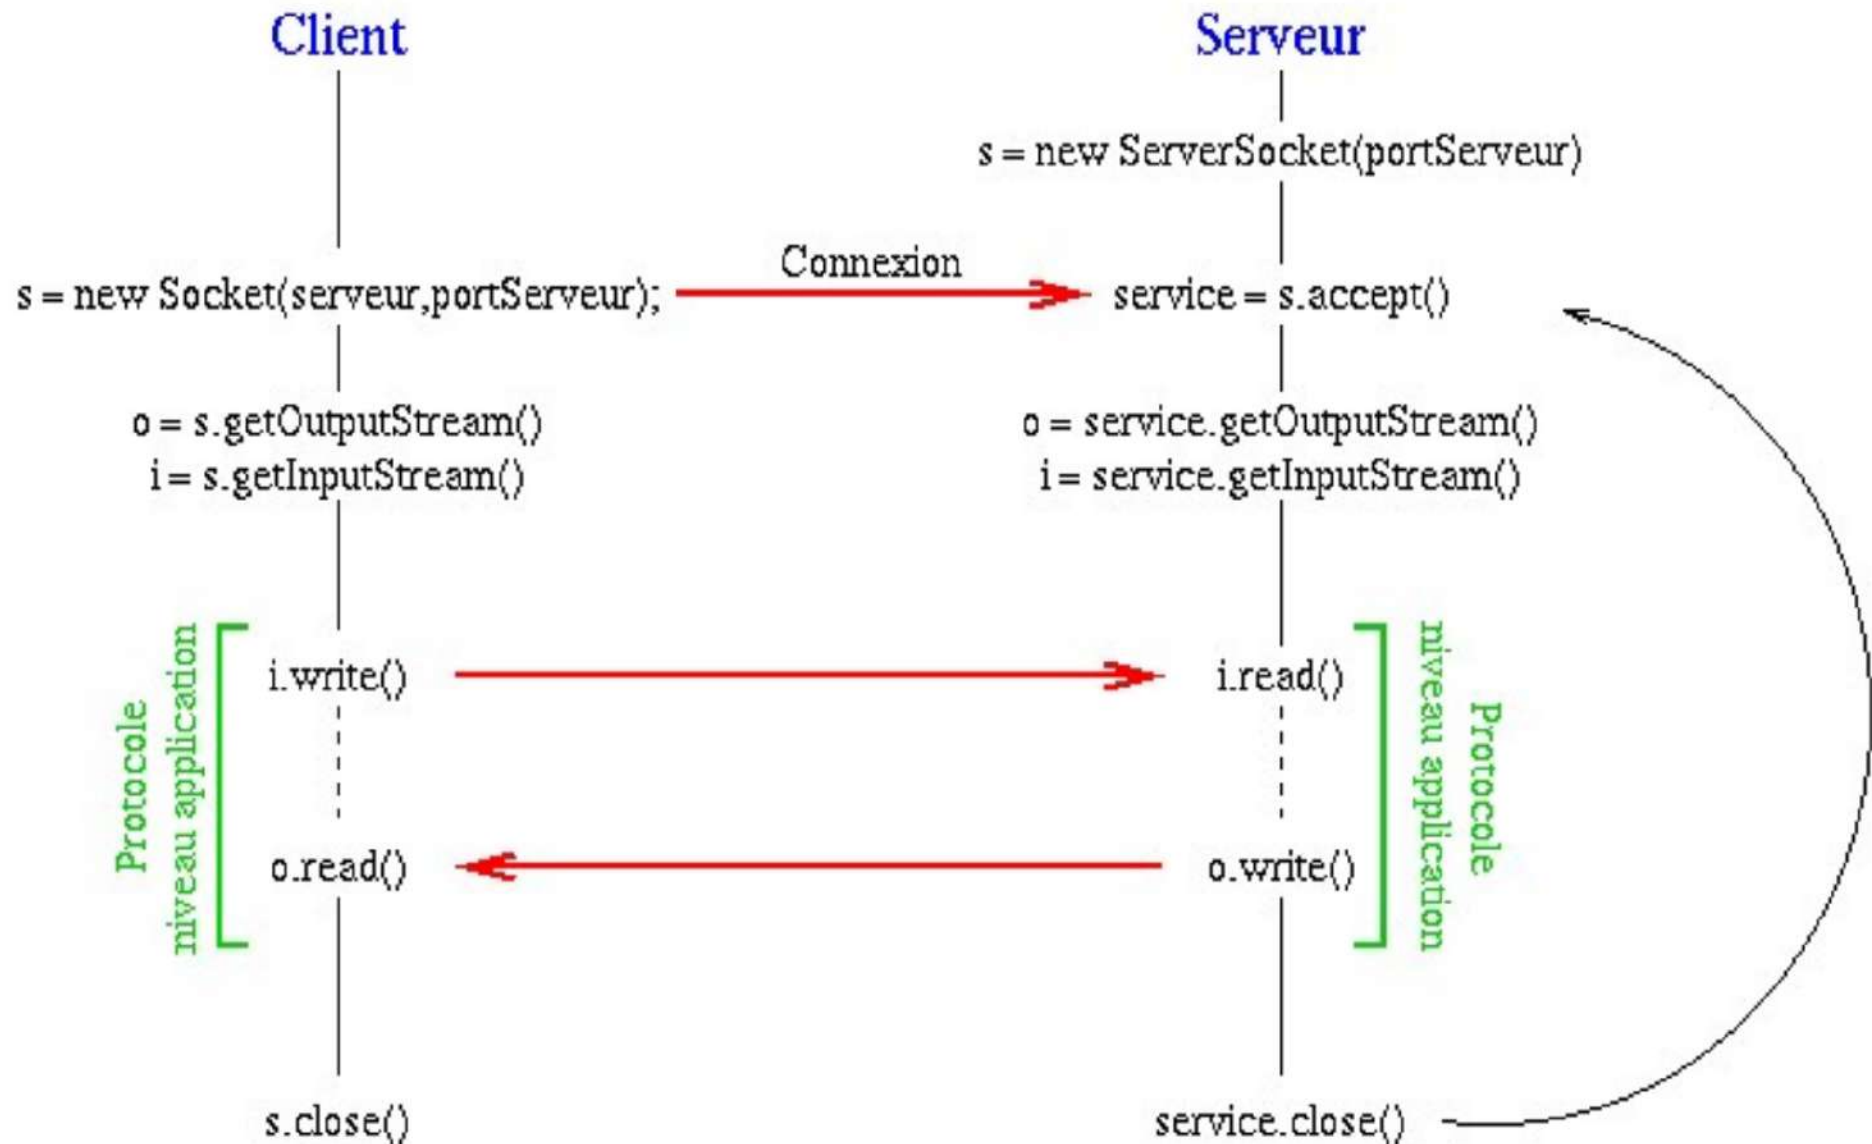 Client
Serveur
s = new ServerSocket(portServeur)
Connexion
s = new Socket(serveur,portServeur);
service = s.accept()
o = s.getOutputStream()
i = s.getInputStream()
o = service.getOutputStream()
i = service.getInputStream()
Protocole
niveau application
i.write()
i.read()
o.read()
o.write()
Protocole
niveau application
s.close()
service.close()